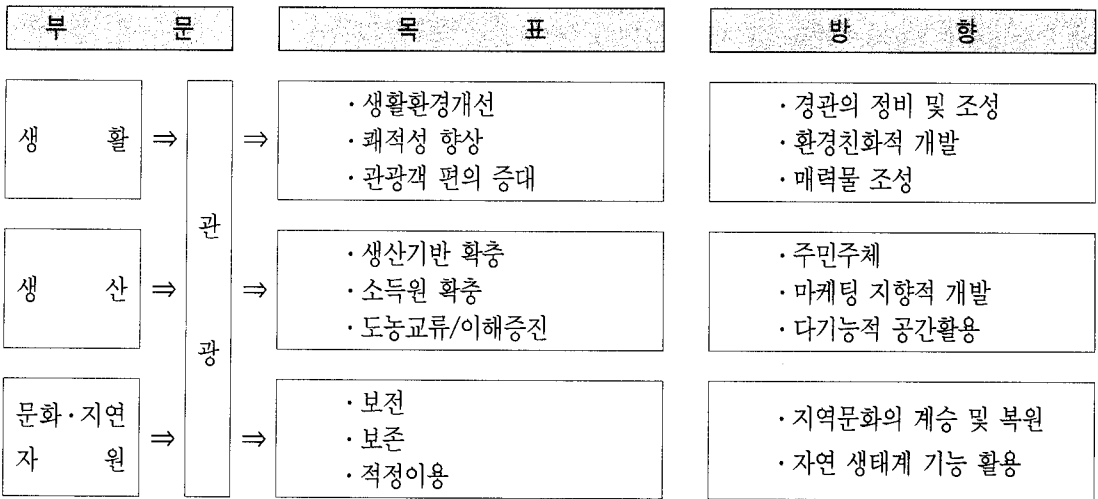 부 문 목 표 방 향
· 생활환경개선 · 경관의 정비 및 조성
생 활 ⇒ ⇒ · 쾌적성 향상 · 환경친화적 개발
· 관광객 편의 증대 · 매력물 조성
관
· 생산기반 확충 · 주민주체
생 산 ⇒ ⇒ · 소득원 확충 · 마케팅 지향적 개발
· 도농교류/이해증진 · 다기능적 공간활용
광
문화·지연 · 보전 · 지역문화의 계승 및 복원
⇒ ⇒ · 보존
자 원 · 적정이용 · 자연 생태계 기능 활용